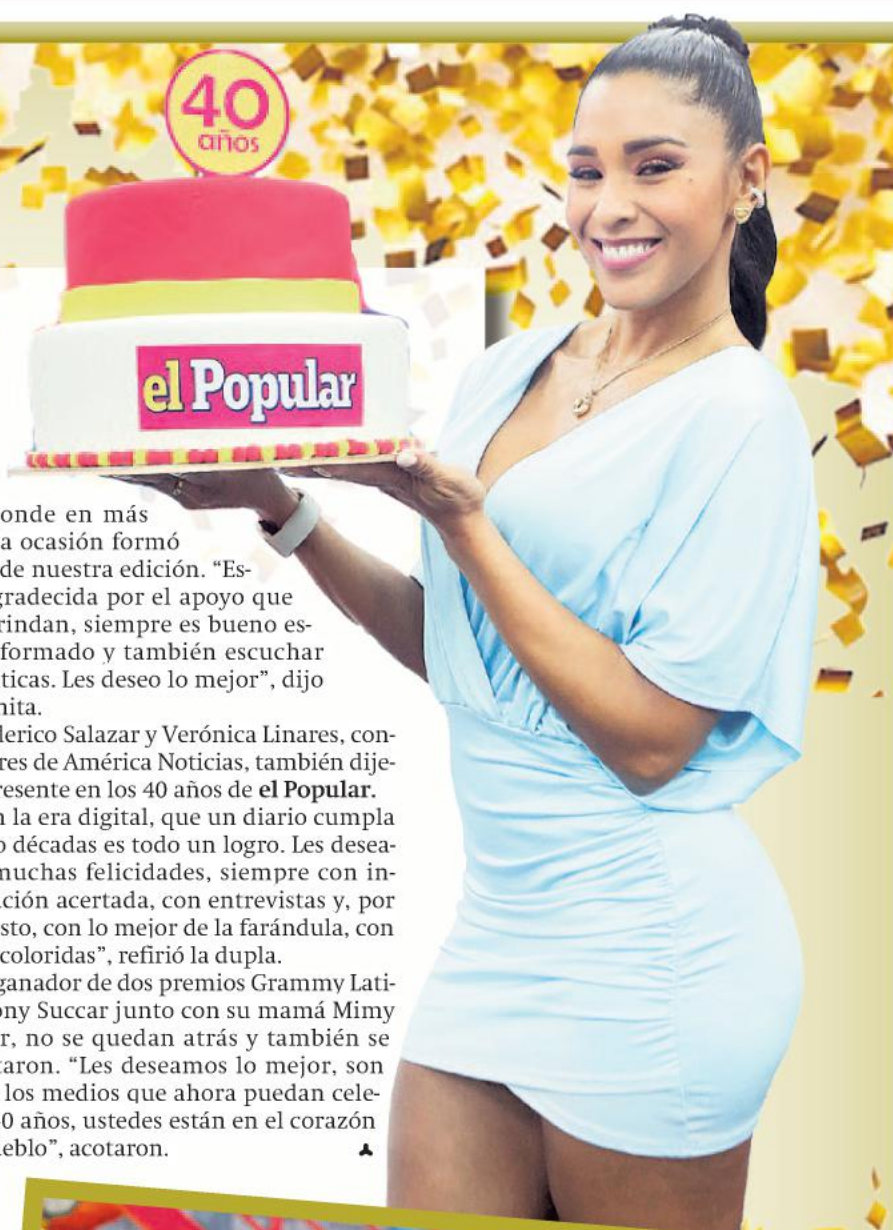 40
años
el Popular
onde en más
a ocasión formó
de nuestra edición. “Es-
gradecida por el apoyo que
rindan, siempre es bueno es-
formado y también escuchar
ticas. Les deseo lo mejor”, dijo
nita.
derico Salazar y Verónica Linares, con-
res de América Noticias, también dije-
resente en los 40 años de el Popular.
n la era digital, que un diario cumpla
o décadas es todo un logro. Les desea-
muchas felicidades, siempre con in-
ación acertada, con entrevistas y, por
sto, con lo mejor de la farándula, con
coloridas”, refirió la dupla.
ganador de dos premios Grammy Lati-
ony Succar junto con su mamá Mimy
r, no se quedan atrás y también se
taron. “Les deseamos lo mejor, son
los medios que ahora puedan cele-
0 años, ustedes están en el corazón
ueblo”, acotaron.